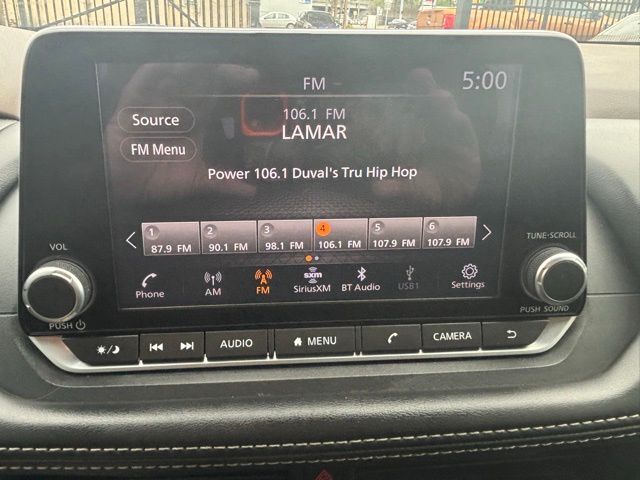 FM
5:00
Source
106.1 FM
LAMAR
FM Menu
Power 106.1 Duval's Tru Hip Hop
1 2 3 4 5 6
87.9 FM 90.1 FM 98.1 FM 106.1 FM 107.9 FM 107.9 FM
VOL
TUNE·SCROLL
Phone AM FM SiriusXM BT Audio USB1 Settings
sxm
PUSH
PUSH SOUND
AUDIO MENU CAMERA